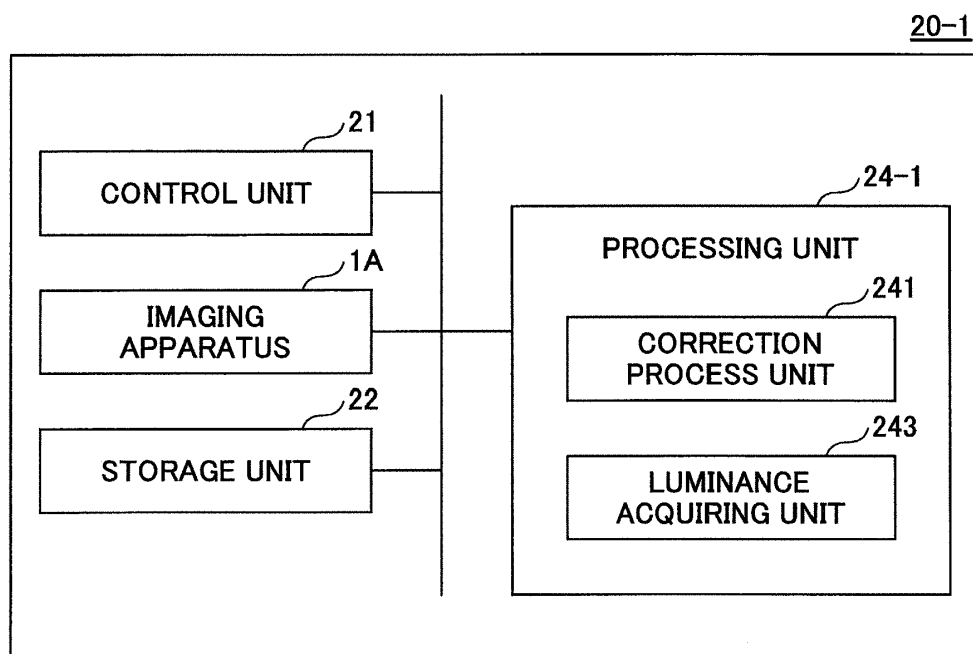 20-1
21
CONTROL UNIT
1A
IMAGING
APPARATUS
22
STORAGE UNIT
24-1
PROCESSING UNIT
241
CORRECTION
PROCESS UNIT
243
LUMINANCE
ACQUIRING UNIT